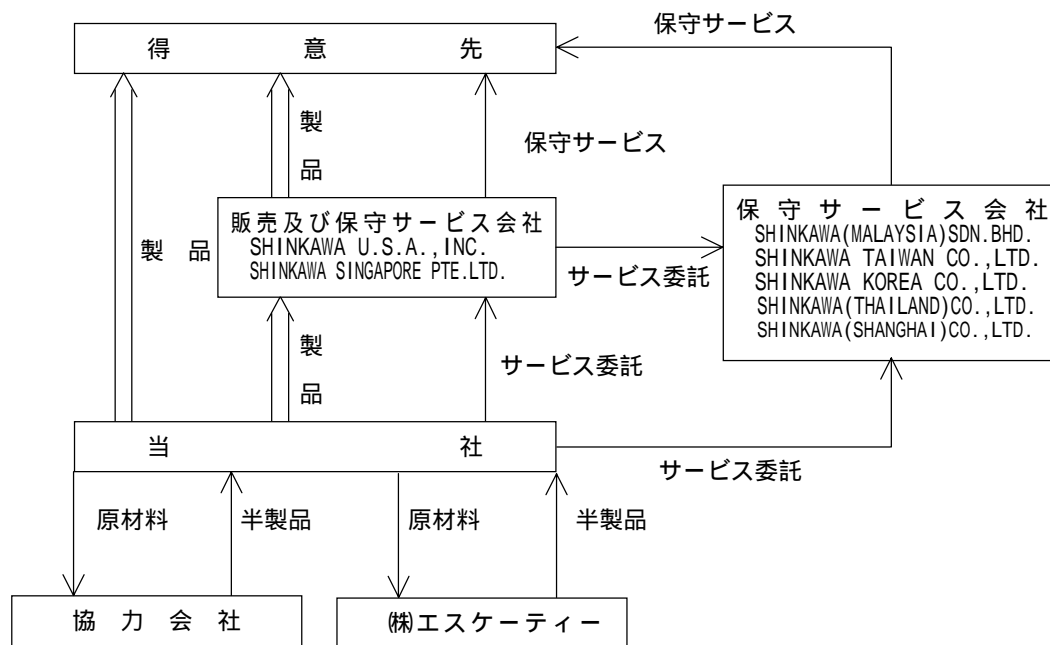 保守サービス
得意先
製品
保守サービス
販売及び保守サービス会社
SHINKAWA U.S.A.,INC.
SHINKAWA SINGAPORE PTE.LTD.
保守サービス会社
SHINKAWA(MALAYSIA)SDN.BHD.
SHINKAWA TAIWAN CO.,LTD.
SHINKAWA KOREA CO.,LTD.
SHINKAWA(THAILAND)CO.,LTD.
SHINKAWA(SHANGHAI)CO.,LTD.
製品
サービス委託
製品
サービス委託
当社
サービス委託
原材料
半製品
原材料
半製品
協力会社
㈱エスケーティー